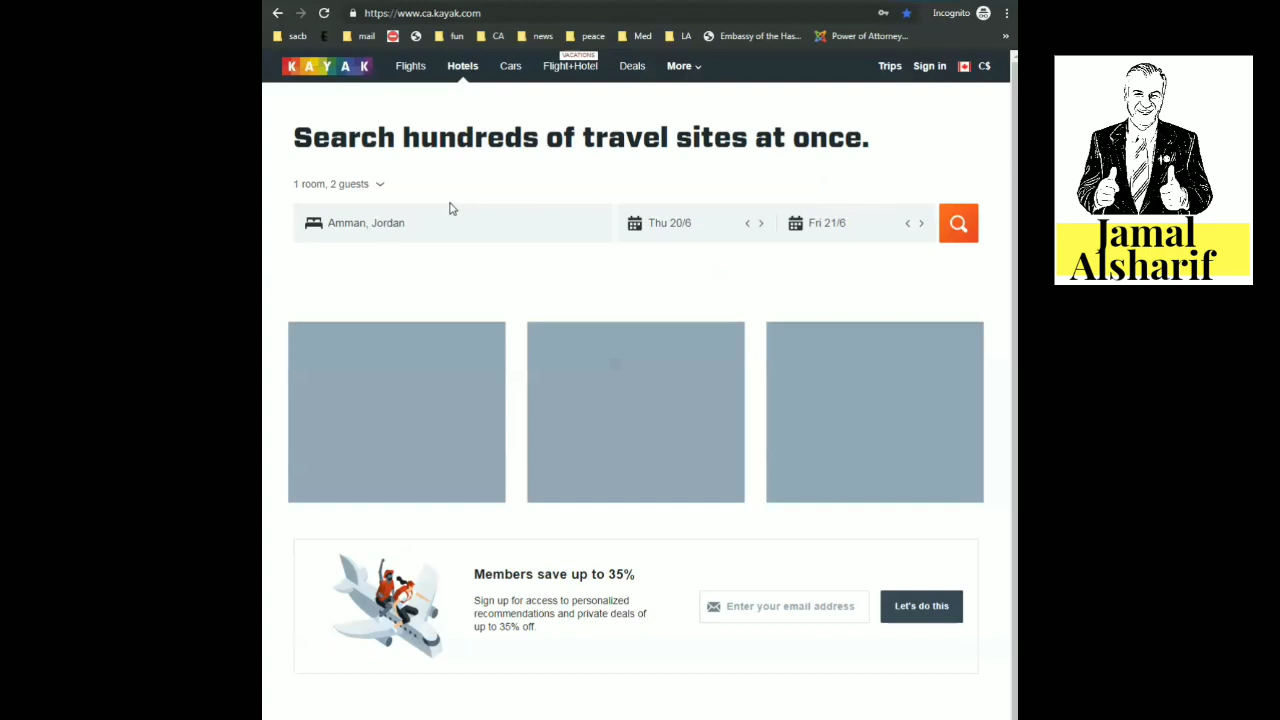 https://www.ca.kayak.com
Incognito
sacb
mail
fun
CA
news
peace
Med
LA
Embassy of the Has...
Power of Attorney...
»
KAYAK
Flights
Hotels
Cars
VACATIONS
Flight+Hotel
Deals
More
Trips
Sign in
C$
Search hundreds of travel sites at once.
1 room, 2 guests
Amman, Jordan
Thu 20/6
Fri 21/6
Members save up to 35%
Sign up for access to personalized
recommendations and private deals of
up to 35% off.
Enter your email address
Let's do this
Jamal
Alsharif